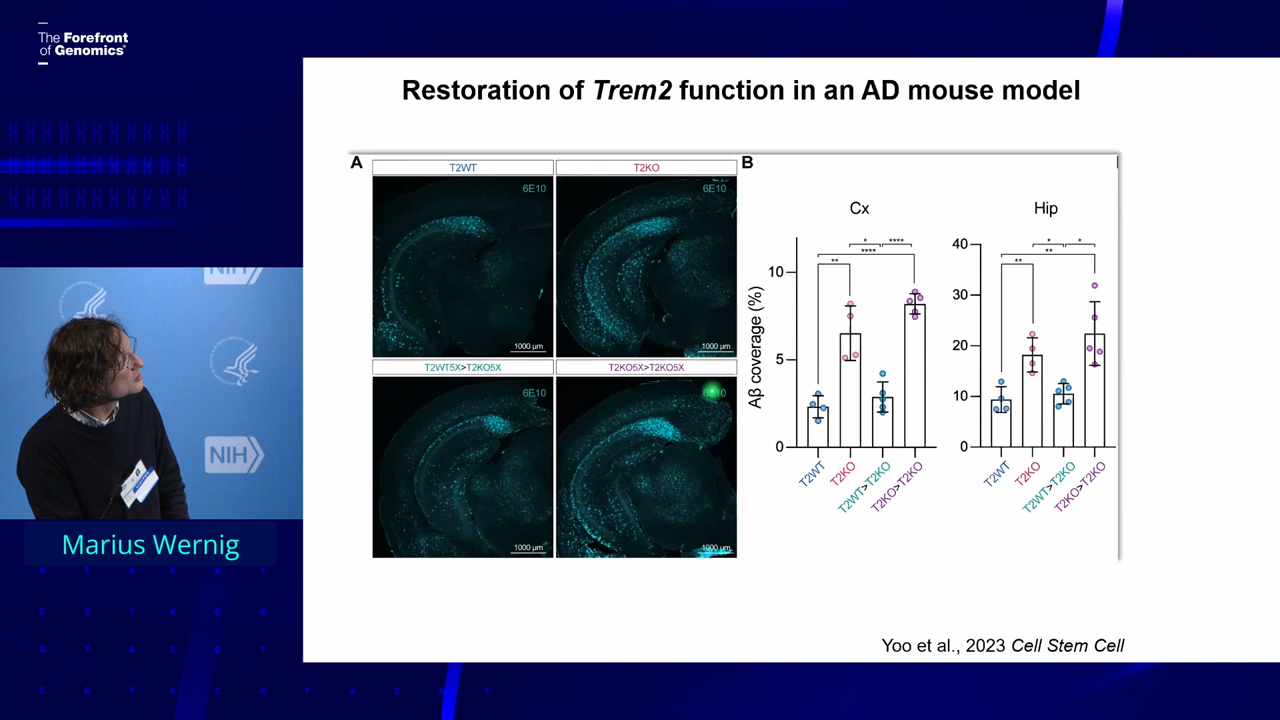 The Forefront
of Genomics
Restoration of Trem2 function in an AD mouse model
A
T2WT
T2KO
6E10
6E10
1000 µm
1000 µm
T2WT5X>T2KO5X
T2KO5X>T2KO5X
6E10
6E10
1000 µm
1000 µm
B
Cx
Aβ coverage (%)
10
5
0
* ****
****
**
T2WT
T2KO
T2WT>T2KO
T2KO>T2KO
Hip
40
30
20
10
0
* *
**
**
T2WT
T2KO
T2WT>T2KO
T2KO>T2KO
NIH
NIH
Marius Wernig
Yoo et al., 2023 Cell Stem Cell